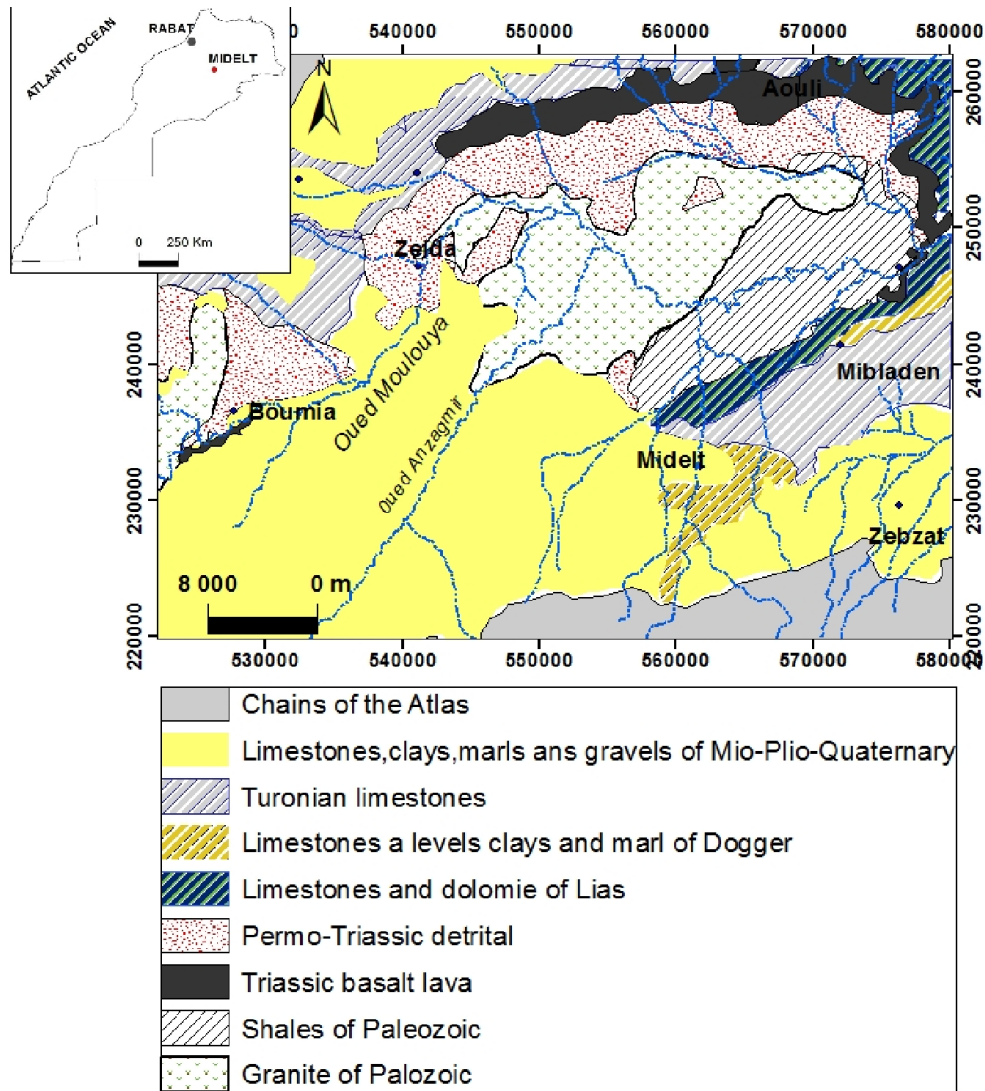 ATLANTIC OCEAN
RABAT
MIDELT
0 250 Km
0 540000 550000 560000 570000 580000
N
260000
250000
240000
230000
220000
Aouli
Zeida
Oued Moulouya
Mibladen
Boumia
0ued Anzagmir
Midelt
Zebzat
8 000 0 m
250000
240000
230000
220000
530000 540000 550000 560000 570000 580000
Chains of the Atlas
Limestones,clays,marls ans gravels of Mio-Plio-Quaternary
Turonian limestones
Limestones a levels clays and marl of Dogger
Limestones and dolomie of Lias
Permo-Triassic detrital
Triassic basalt lava
Shales of Paleozoic
Granite of Palozoic